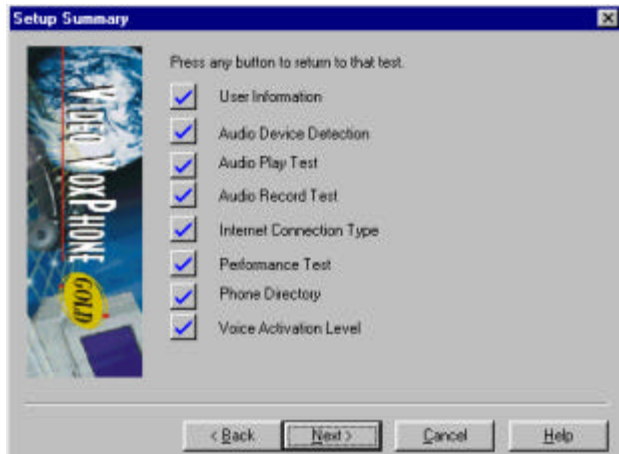 Setup Summary
Press any button to return to that test.
VIDEO VOXPHONE
GOLD
User Information
Audio Device Detection
Audio Play Test
Audio Record Test
Internet Connection Type
Performance Test
Phone Directory
Voice Activation Level
< Back
Next >
Cancel
Help